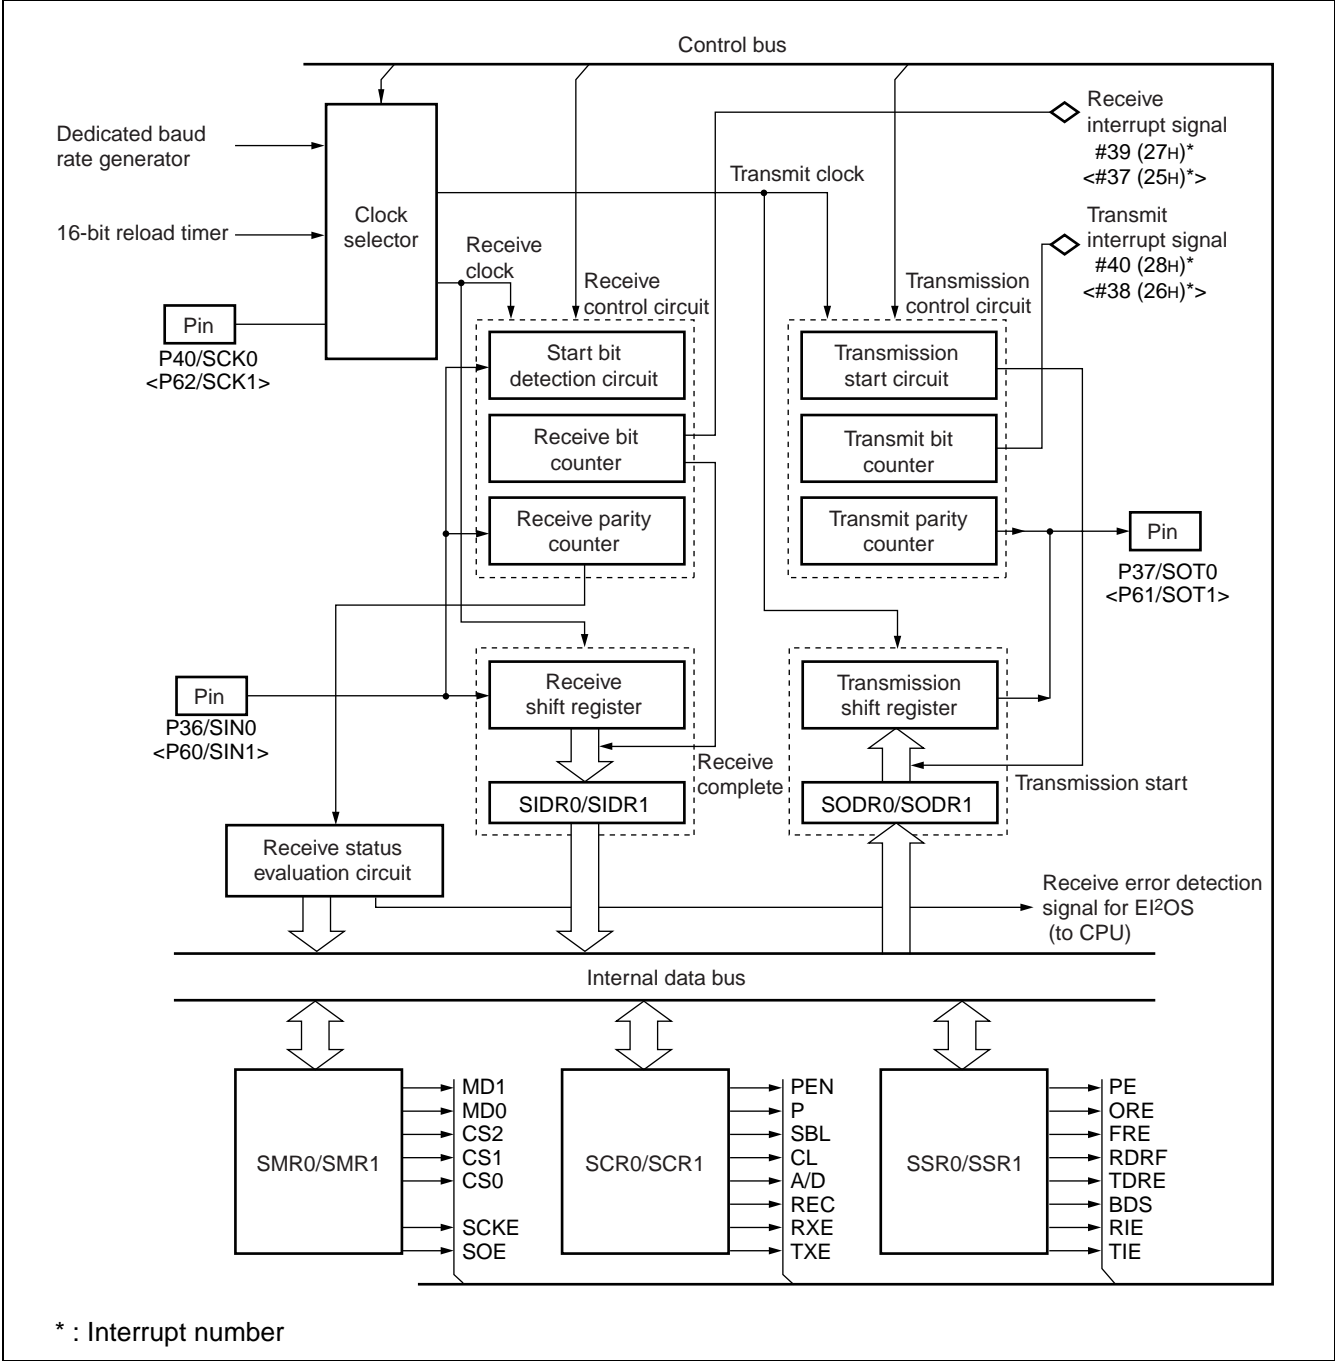 Control bus
Dedicated baud
rate generator
16-bit reload timer
Pin
P40/SCK0
<P62/SCK1>
Clock
selector
Receive
clock
Transmit clock
Receive
interrupt signal
#39 (27H)*
<#37 (25H)*>
Transmit
interrupt signal
#40 (28H)*
<#38 (26H)*>
Receive
control circuit
Start bit
detection circuit
Receive bit
counter
Receive parity
counter
Transmission
control circuit
Transmission
start circuit
Transmit bit
counter
Transmit parity
counter
Pin
P37/SOT0
<P61/SOT1>
Pin
P36/SIN0
<P60/SIN1>
Receive
shift register
Receive
complete
SIDR0/SIDR1
Transmission
shift register
Transmission start
SODR0/SODR1
Receive status
evaluation circuit
Receive error detection
signal for EI²OS
(to CPU)
Internal data bus
SMR0/SMR1
MD1
MD0
CS2
CS1
CS0
SCKE
SOE
SCR0/SCR1
PEN
P
SBL
CL
A/D
REC
RXE
TXE
SSR0/SSR1
PE
ORE
FRE
RDRF
TDRE
BDS
RIE
TIE
* : Interrupt number